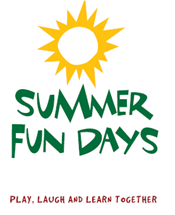 SUMMER
FUN DAYS
PLAY, LAUGH AND LEARN TOGETHER